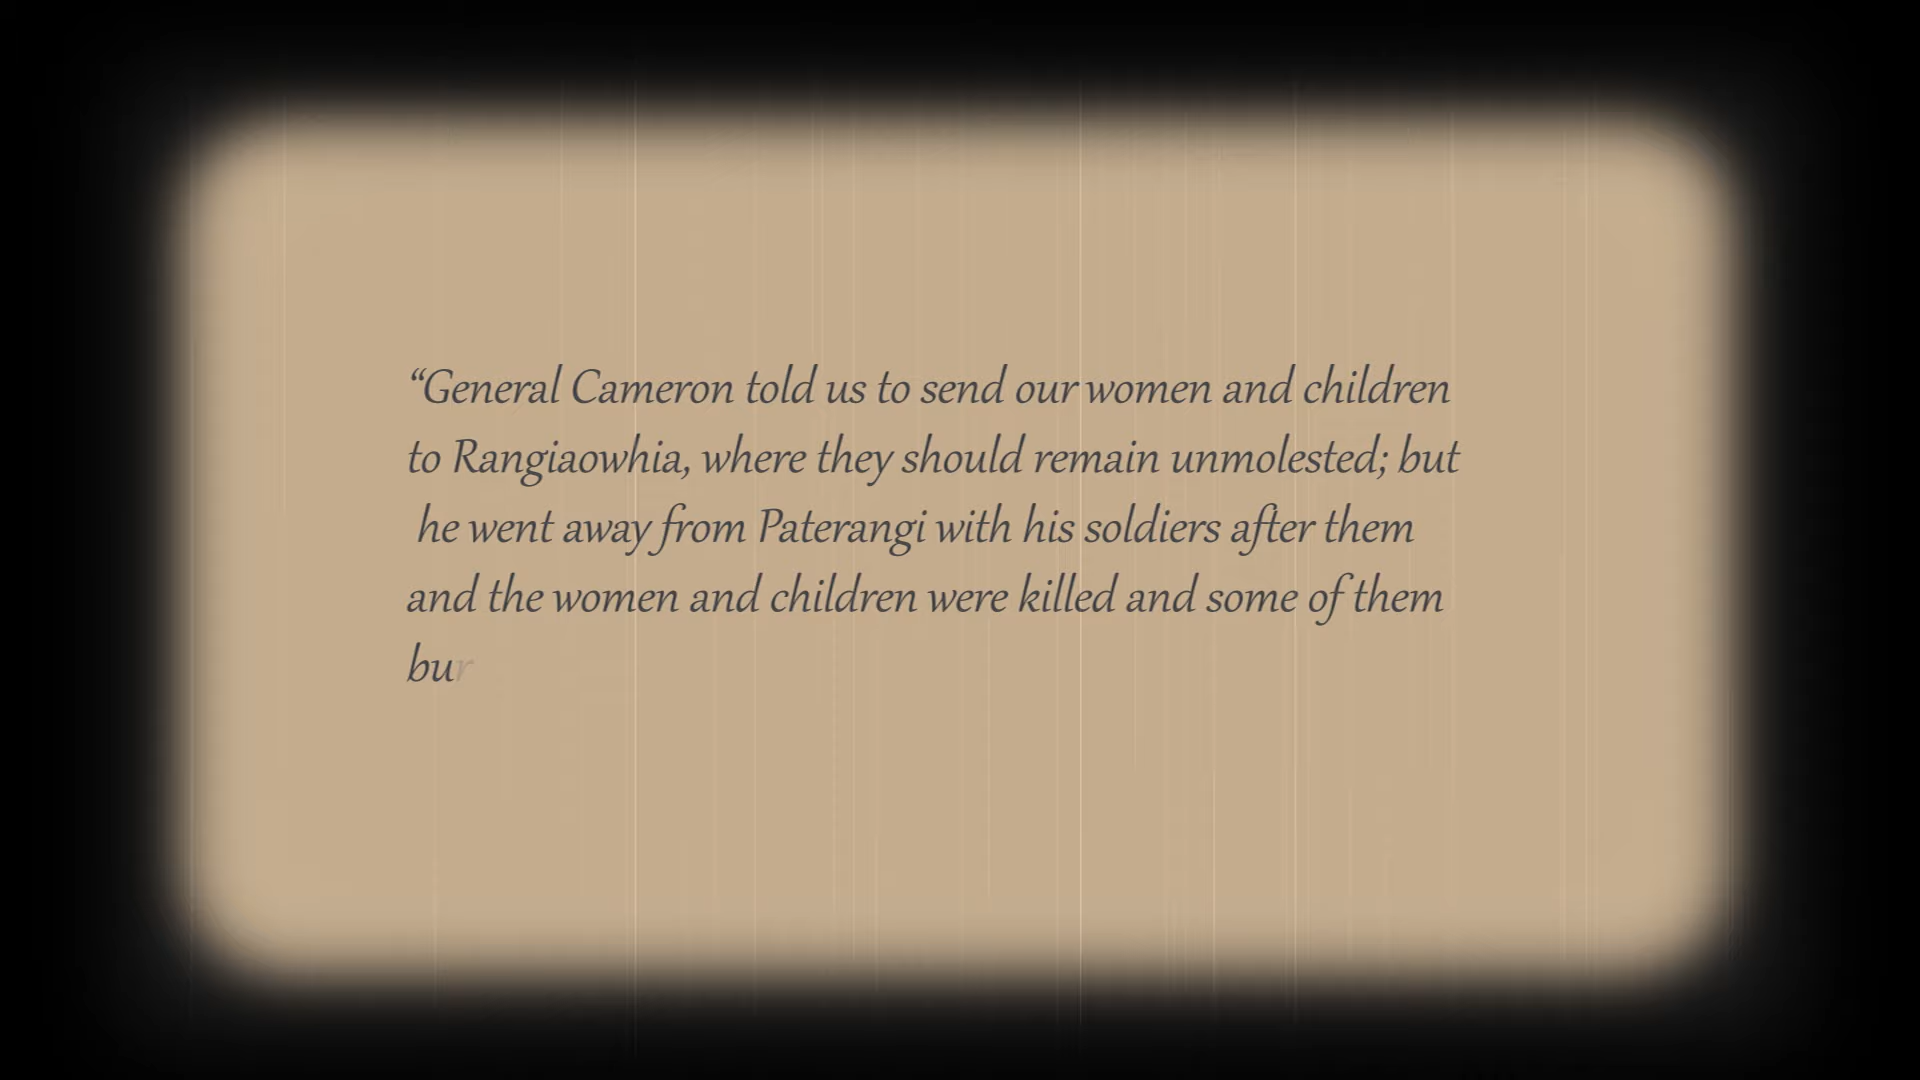 “General Cameron told us to send our women and children
to Rangiaowhia, where they should remain unmolested; but
he went away from Paterangi with his soldiers after them
and the women and children were killed and some of them
bur